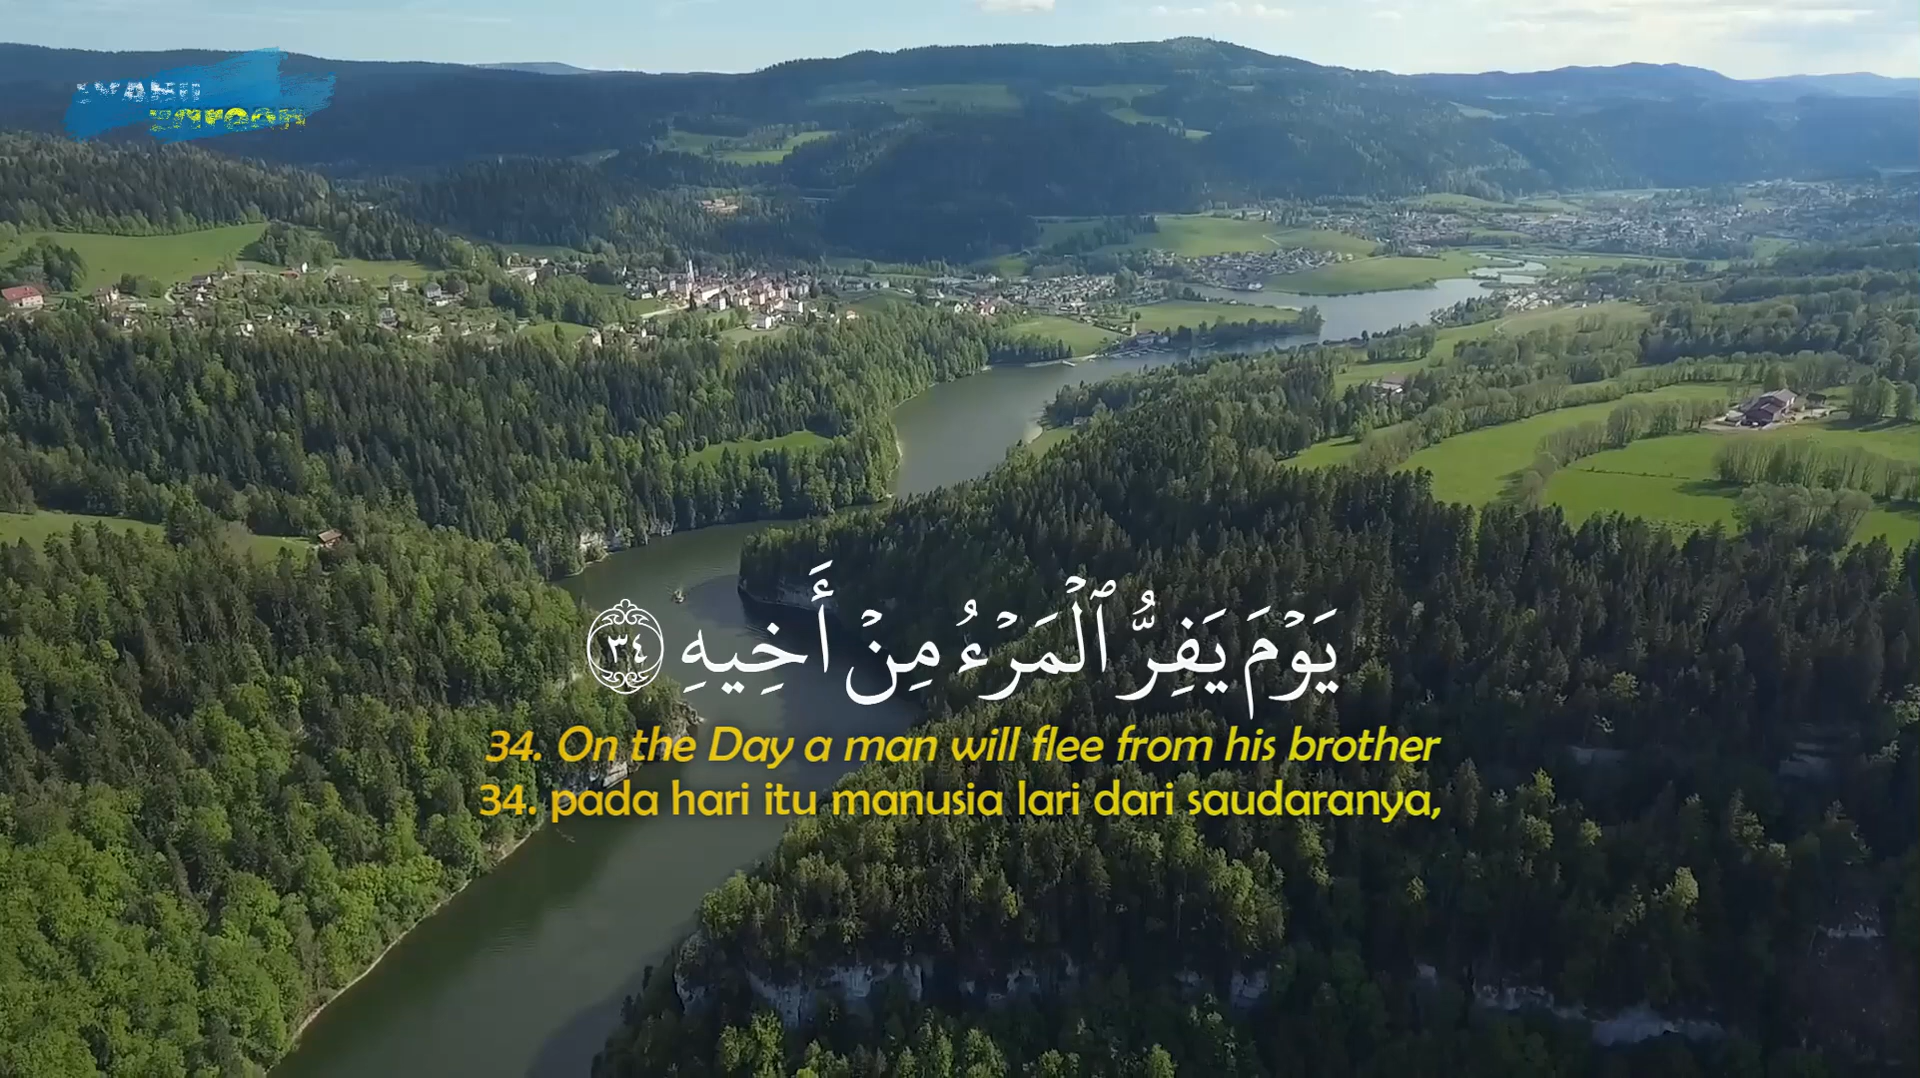 يَوْمَ يَفِرُّ ٱلْمَرْءُ مِنْ أَخِيهِ ٣٤
34. On the Day a man will flee from his brother
34. pada hari itu manusia lari dari saudaranya,